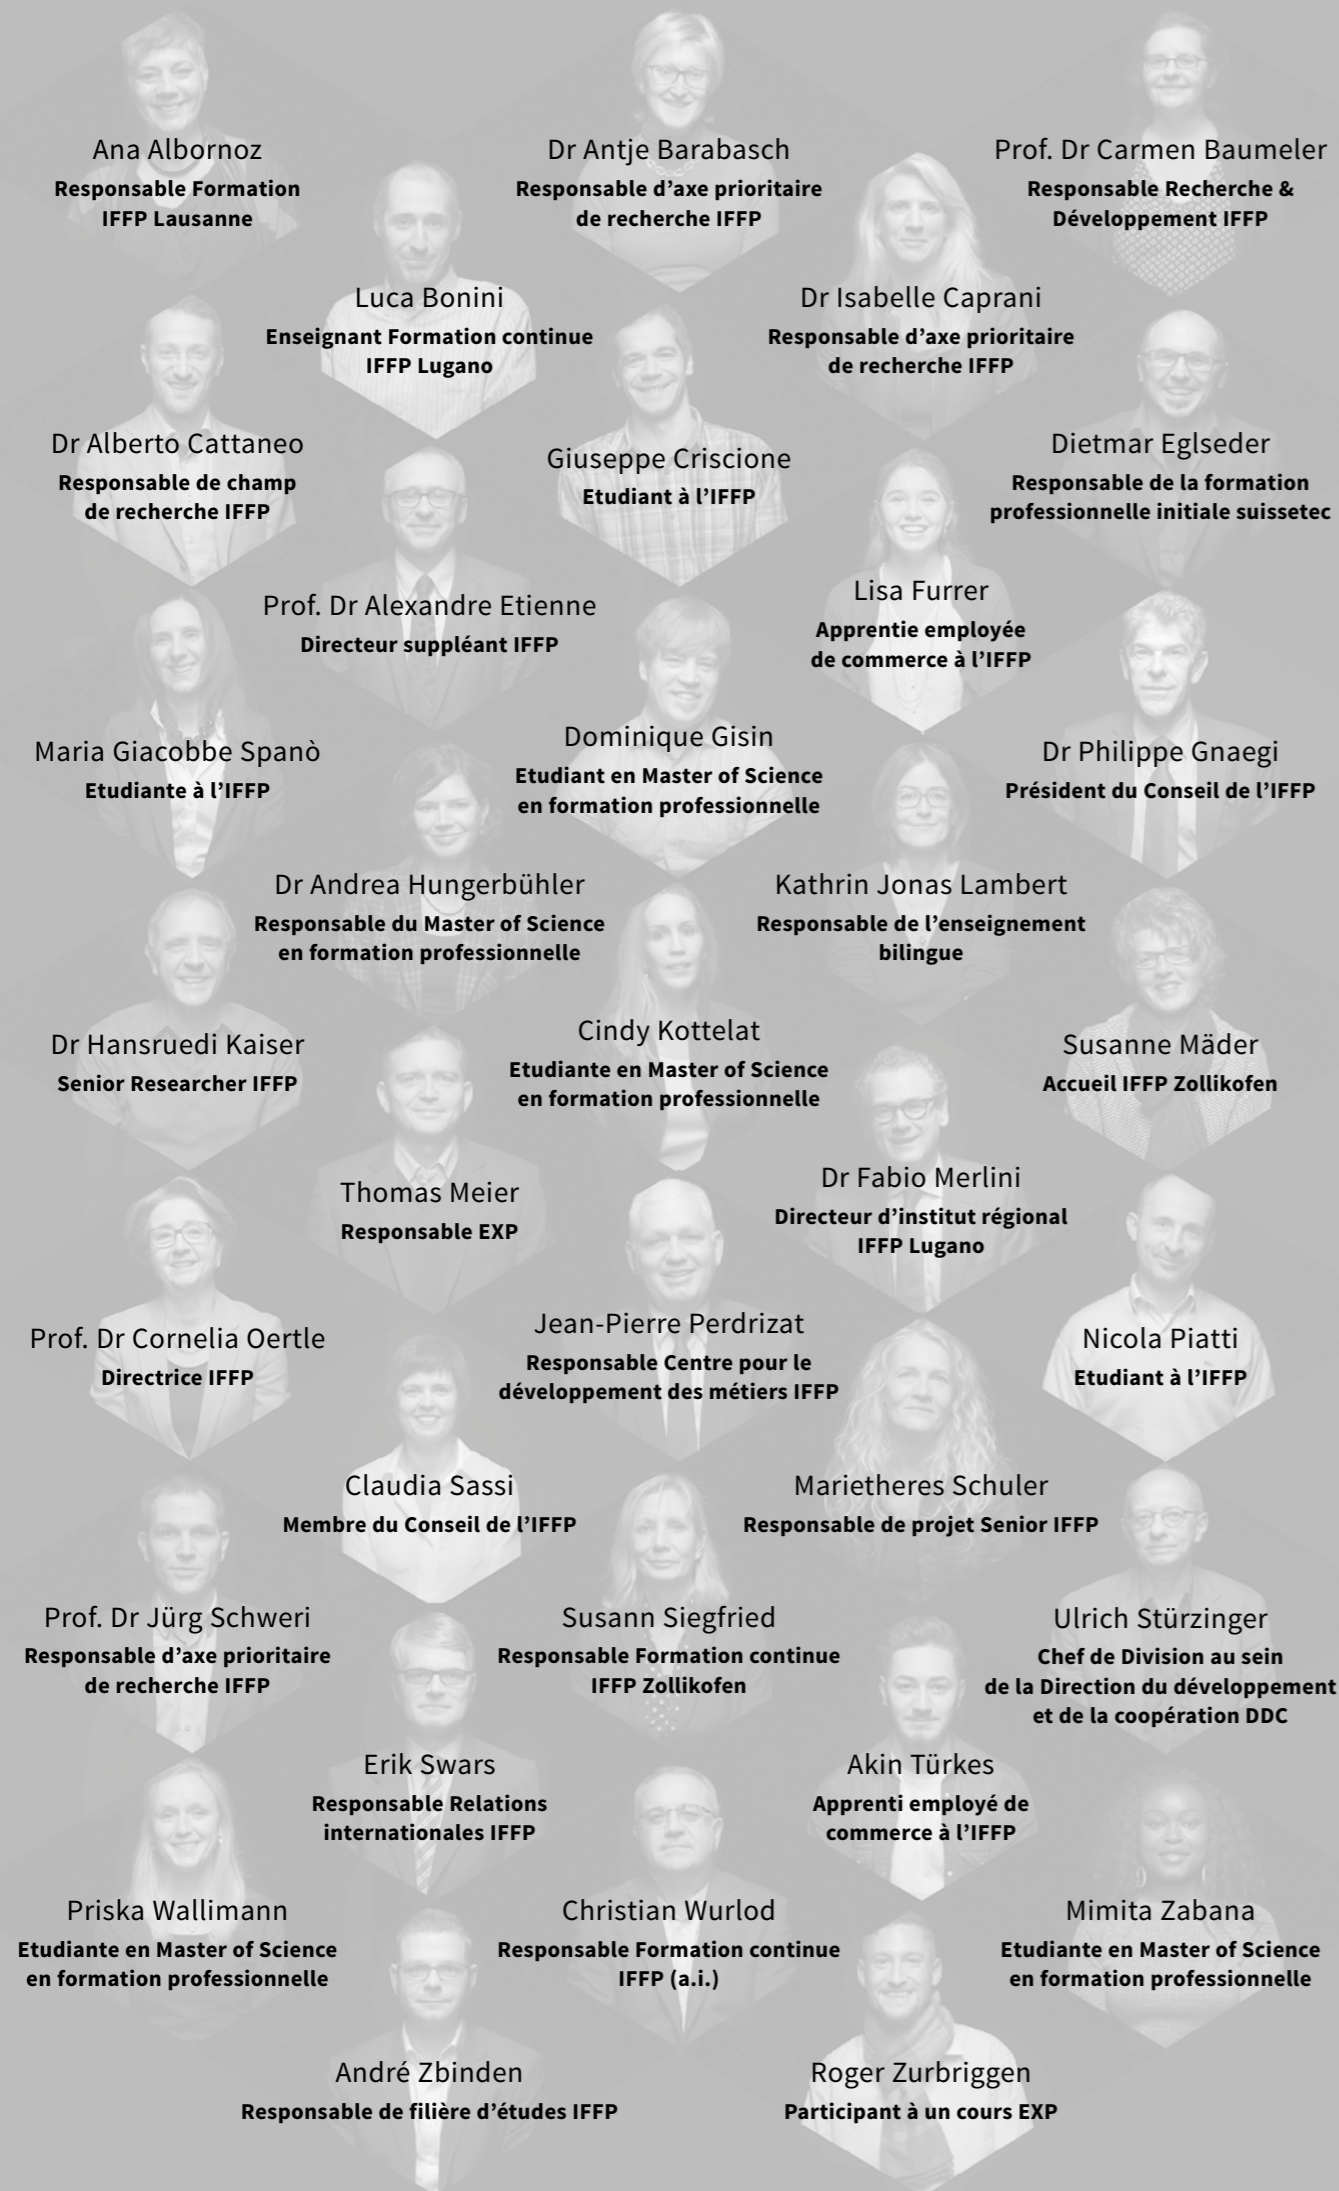 Ana Albornoz
Responsable Formation
IFFP Lausanne
Dr Antje Barabasch
Responsable d’axe prioritaire
de recherche IFFP
Prof. Dr Carmen Baumeler
Responsable Recherche &
Développement IFFP
Luca Bonini
Enseignant Formation continue
IFFP Lugano
Dr Isabelle Caprani
Responsable d’axe prioritaire
de recherche IFFP
Dr Alberto Cattaneo
Responsable de champ
de recherche IFFP
Giuseppe Criscione
Etudiant à l’IFFP
Dietmar Eglseder
Responsable de la formation
professionnelle initiale suissetec
Prof. Dr Alexandre Etienne
Directeur suppléant IFFP
Lisa Furrer
Apprentie employée
de commerce à l’IFFP
Maria Giacobbe Spanò
Etudiante à l’IFFP
Dominique Gisin
Etudiant en Master of Science
en formation professionnelle
Dr Philippe Gnaegi
Président du Conseil de l’IFFP
Dr Andrea Hungerbühler
Responsable du Master of Science
en formation professionnelle
Kathrin Jonas Lambert
Responsable de l’enseignement
bilingue
Dr Hansruedi Kaiser
Senior Researcher IFFP
Cindy Kottelat
Etudiante en Master of Science
en formation professionnelle
Susanne Mäder
Accueil IFFP Zollikofen
Thomas Meier
Responsable EXP
Dr Fabio Merlini
Directeur d’institut régional
IFFP Lugano
Prof. Dr Cornelia Oertle
Directrice IFFP
Jean-Pierre Perdrizat
Responsable Centre pour le
développement des métiers IFFP
Nicola Piatti
Etudiant à l’IFFP
Claudia Sassi
Membre du Conseil de l’IFFP
Marietheres Schuler
Responsable de projet Senior IFFP
Prof. Dr Jürg Schweri
Responsable d’axe prioritaire
de recherche IFFP
Susann Siegfried
Responsable Formation continue
IFFP Zollikofen
Ulrich Stürzinger
Chef de Division au sein
de la Direction du développement
et de la coopération DDC
Erik Swars
Responsable Relations
internationales IFFP
Akin Türkes
Apprenti employé de
commerce à l’IFFP
Priska Wallimann
Etudiante en Master of Science
en formation professionnelle
Christian Wurlod
Responsable Formation continue
IFFP (a.i.)
Mimita Zabana
Etudiante en Master of Science
en formation professionnelle
André Zbinden
Responsable de filière d’études IFFP
Roger Zurbriggen
Participant à un cours EXP